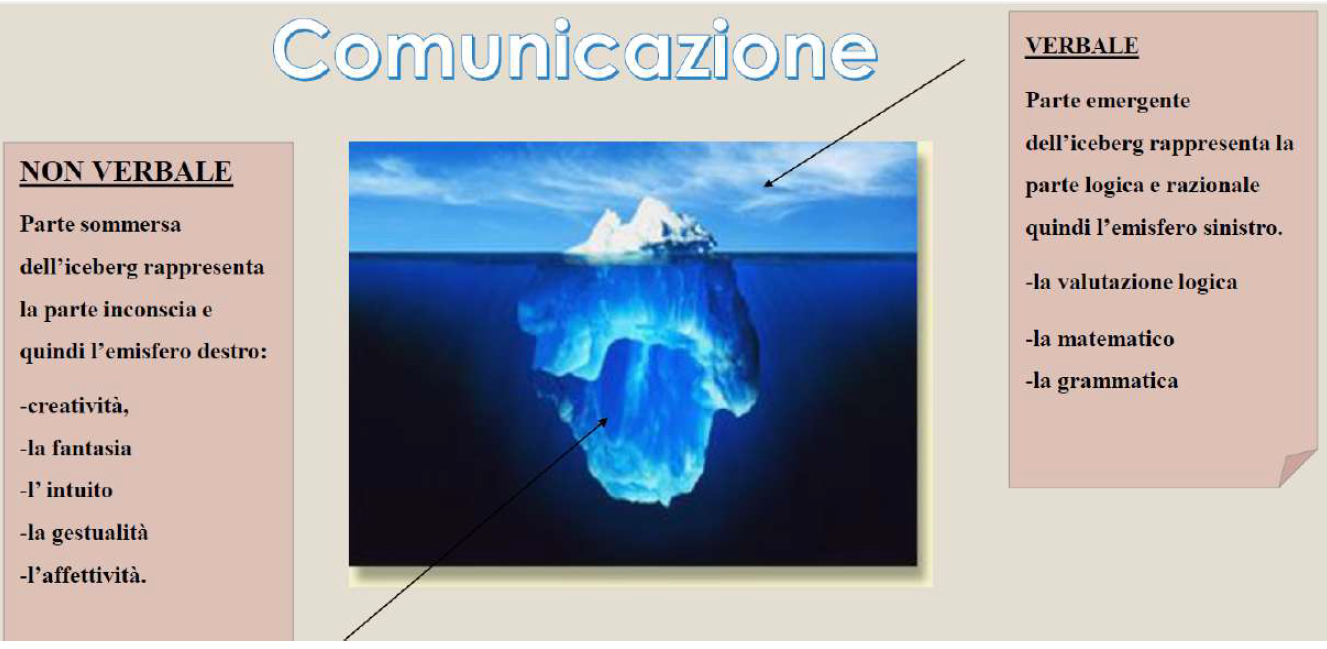 Comunicazione
NON VERBALE
Parte sommersa
dell’iceberg rappresenta
la parte inconscia e
quindi l’emisfero destro:
-creatività,
-la fantasia
-l’ intuito
-la gestualità
-l’affettività.
VERBALE
Parte emergente
dell’iceberg rappresenta la
parte logica e razionale
quindi l’emisfero sinistro.
-la valutazione logica
-la matematico
-la grammatica